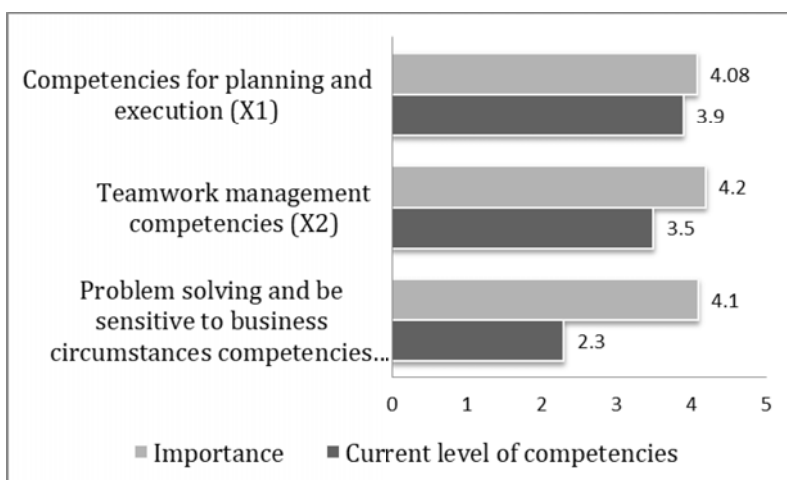 Competencies for planning and
execution (X1)
4.08
3.9
Teamwork management
competencies (X2)
4.2
3.5
Problem solving and be
sensitive to business
circumstances competencies...
4.1
2.3
0 1 2 3 4 5
Importance Current level of competencies